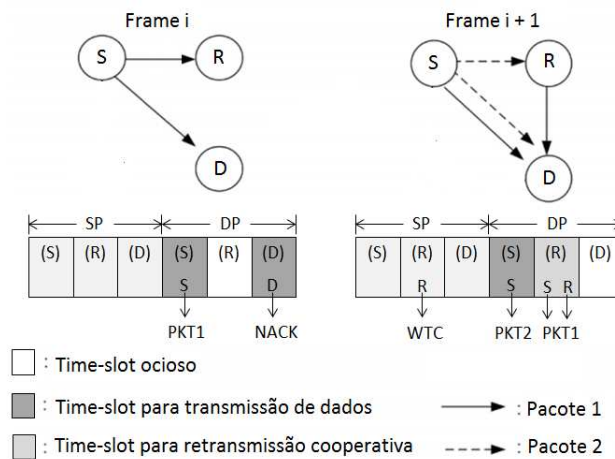 Frame i
Frame i + 1
S
R
D
S
R
D
SP
DP
SP
DP
(S) (R) (D) (S) (R) (D)
S D
(S) (R) (D) (S) (R) (D)
R S S R
PKT1 NACK
WTC PKT2 PKT1
: Time-slot ocioso
: Time-slot para transmissão de dados
: Pacote 1
: Time-slot para retransmissão cooperativa
: Pacote 2